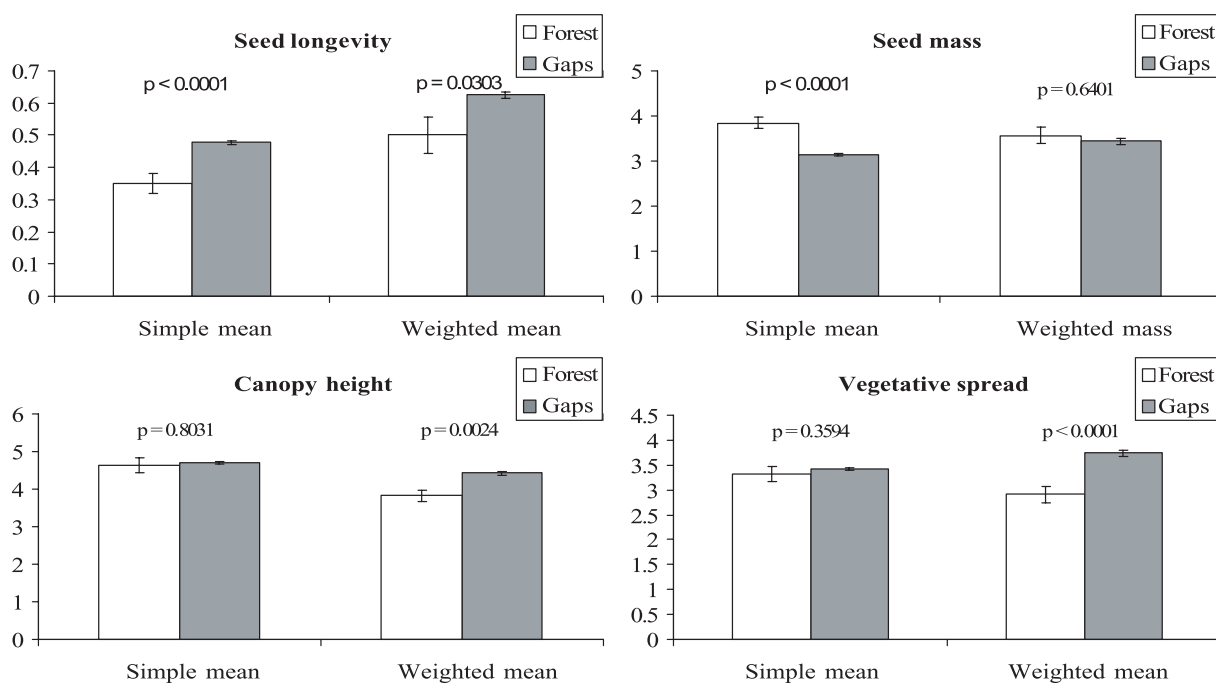 Seed longevity
Forest
Gaps
p < 0.0001
p = 0.0303
0.7
0.6
0.5
0.4
0.3
0.2
0.1
0
Simple mean
Weighted mean
Seed mass
Forest
Gaps
p < 0.0001
p = 0.6401
5
4
3
2
1
0
Simple mean
Weighted mass
Canopy height
Forest
Gaps
p = 0.8031
p = 0.0024
6
5
4
3
2
1
0
Simple mean
Weighted mean
Vegetative spread
Forest
Gaps
p = 0.3594
p < 0.0001
4.5
4
3.5
3
2.5
2
1.5
1
0.5
0
Simple mean
Weighted mean